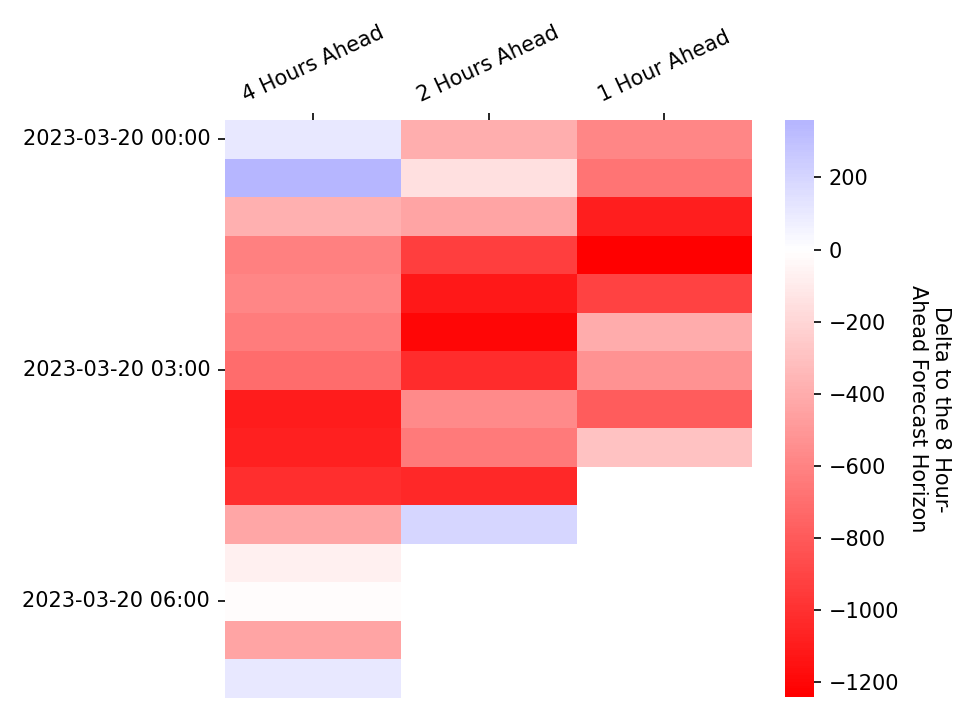 4 Hours Ahead
2 Hours Ahead
1 Hour Ahead
2023-03-20 00:00
2023-03-20 03:00
2023-03-20 06:00
200
0
−200
−400
−600
−800
−1000
−1200
Delta to the 8 Hour-
Ahead Forecast Horizon